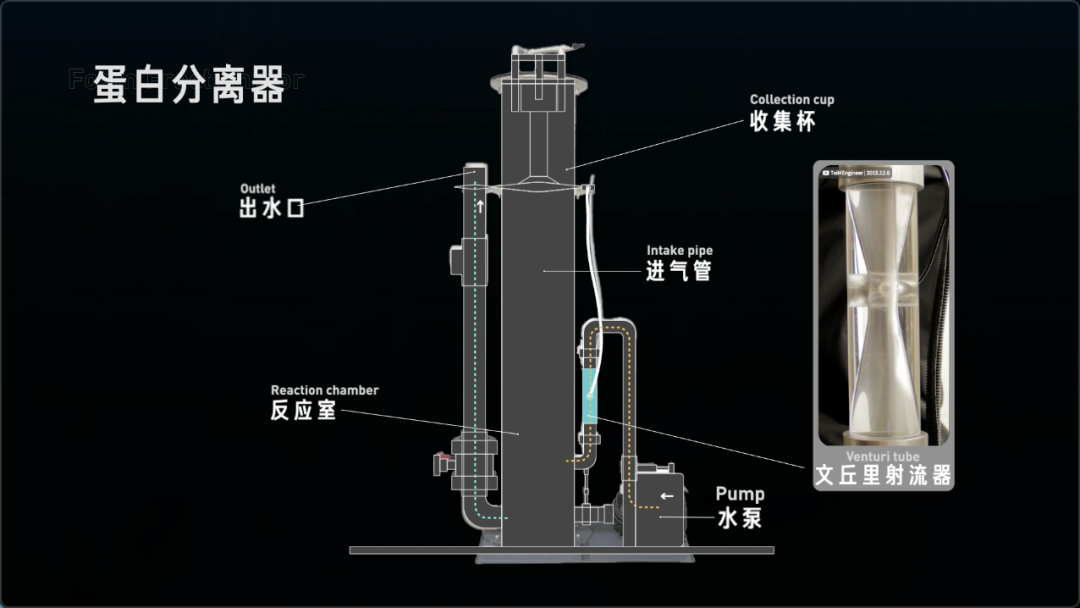 蛋白分离器
Collection cup
收集杯
Outlet
出水口
Intake pipe
进气管
Reaction chamber
反应室
TaiH Engineer | 2015.12.6
Venturi tube
文丘里射流器
Pump
水泵